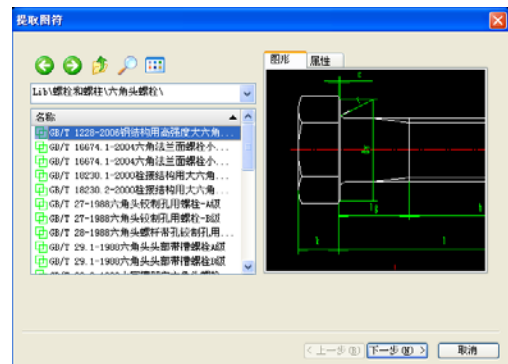 提取图符
图形 属性
Lib\螺栓和螺柱\六角头螺栓\
名称
GB/T 1228-2006钢结构用高强度大六角...
GB/T 16674.1-2004六角法兰面螺栓小...
GB/T 16674.1-2004六角法兰面螺栓小...
GB/T 18230.1-2000栓接结构用大六角...
GB/T 18230.2-2000栓接结构用大六角...
GB/T 27-1988六角头铰制孔用螺栓-A级
GB/T 27-1988六角头铰制孔用螺栓-B级
GB/T 28-1988六角头螺杆带孔铰制孔用...
GB/T 29.1-1988六角头头部带槽螺栓A级
GB/T 29.1-1988六角头头部带槽螺栓B级
<上一步(B) 下一步(N) > 取消